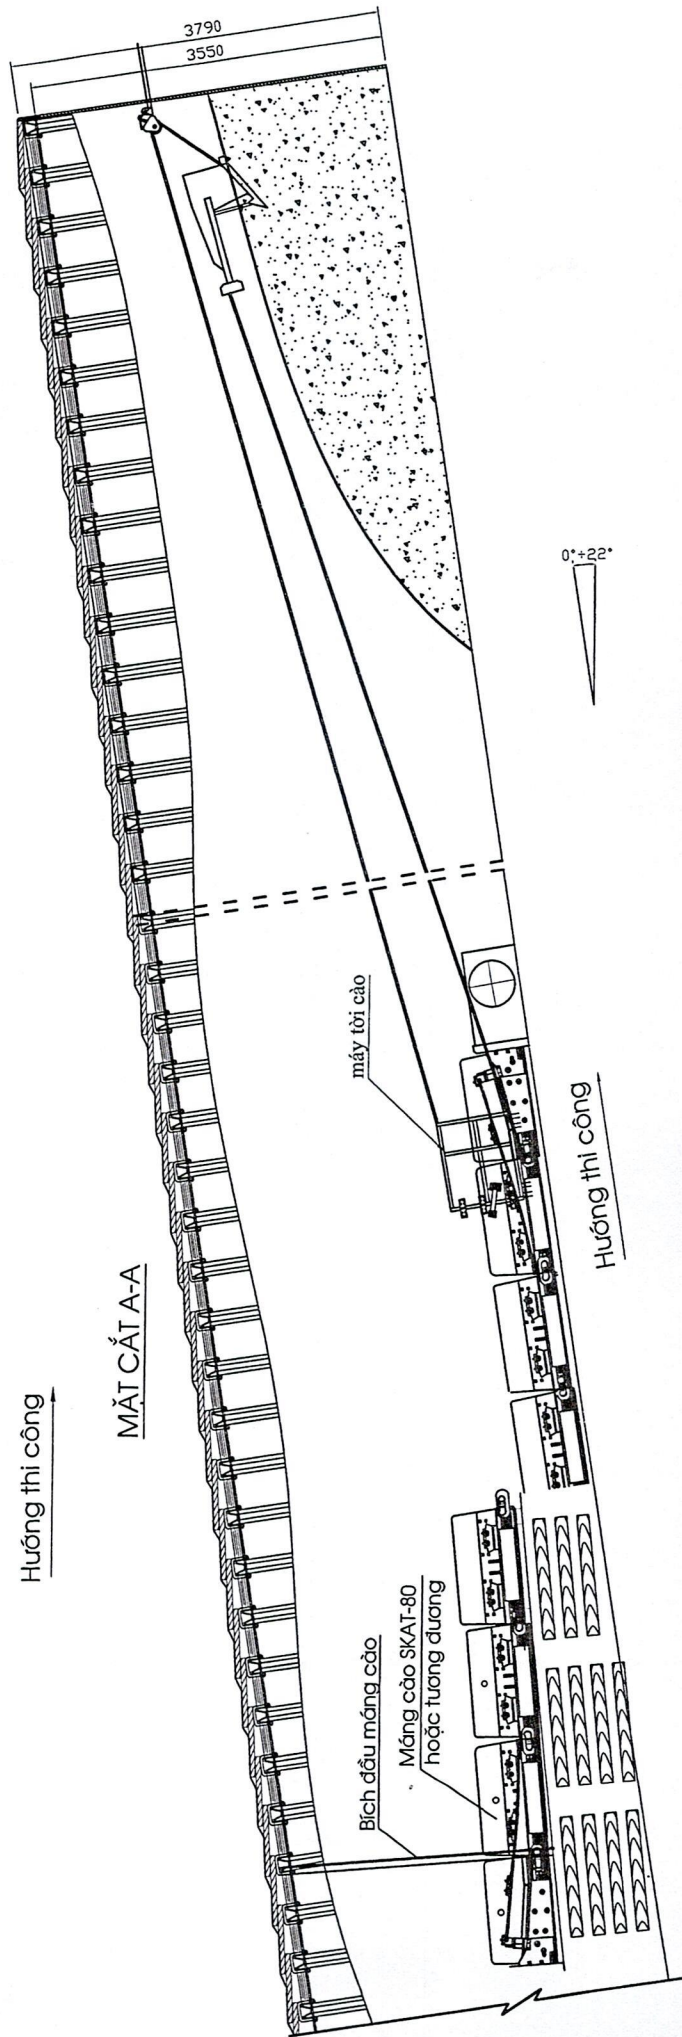 3790
3550
0°÷22°
máy tời cào
Hướng thi công
MẶT CẮT A-A
Hướng thi công
Bích đầu máng cào
Máng cào SKAT-80
hoặc tương đương